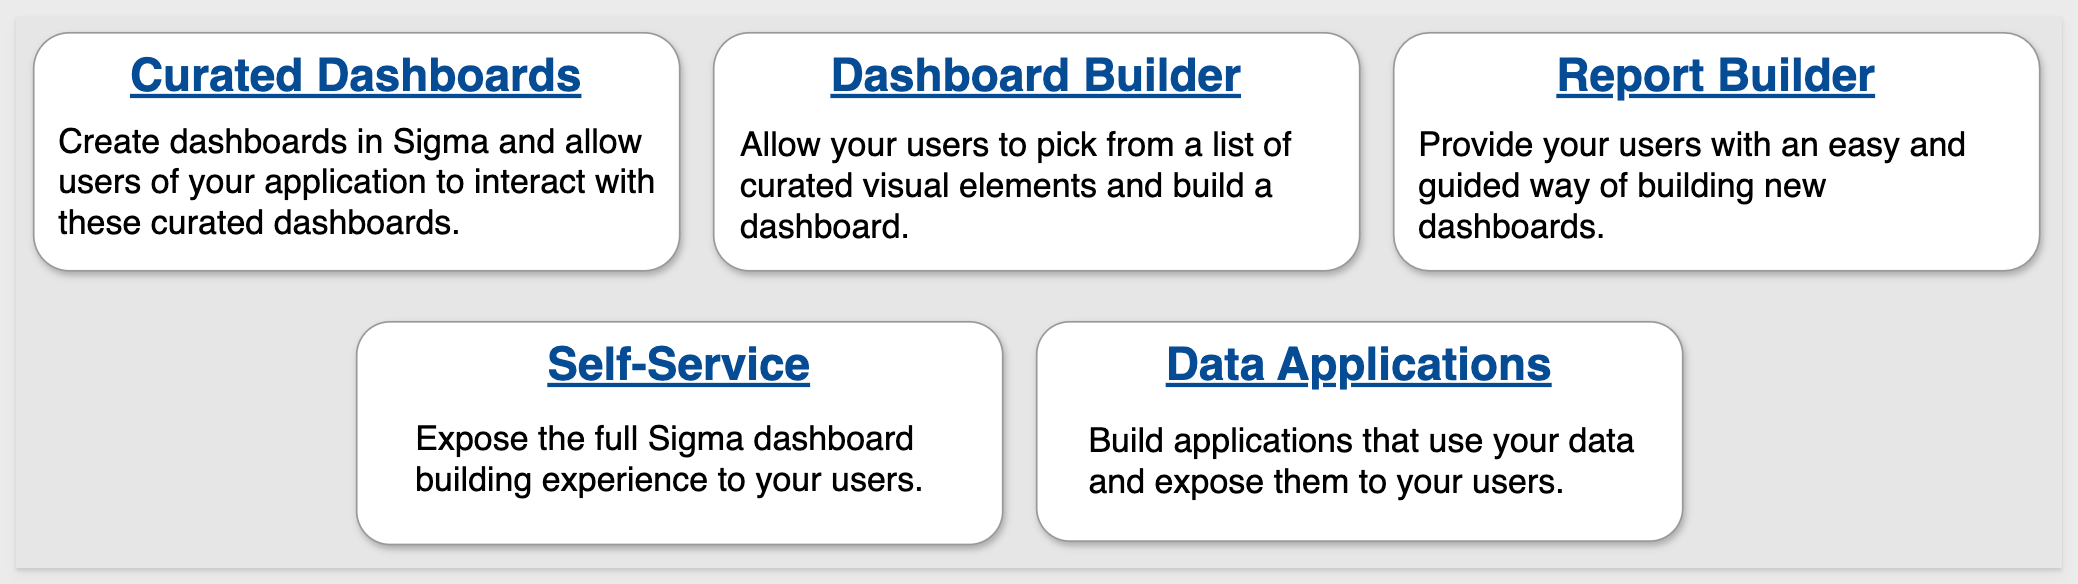 Curated Dashboards
Create dashboards in Sigma and allow
users of your application to interact with
these curated dashboards.
Dashboard Builder
Allow your users to pick from a list of
curated visual elements and build a
dashboard.
Report Builder
Provide your users with an easy and
guided way of building new
dashboards.
Self-Service
Expose the full Sigma dashboard
building experience to your users.
Data Applications
Build applications that use your data
and expose them to your users.